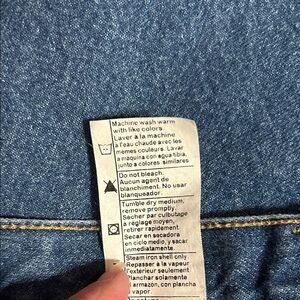 Machine wash warm
with like colors.
Laver à la machine
à l'eau chaude avec les
mêmes couleurs. Lavar
a maquina con agua tibia,
junto a colores similares
Do not bleach.
Aucun agent de
blanchiment. No usar
blanqueador.
Tumble dry medium,
remove promptly.
Sécher par culbutage
à réglage moyen,
retirer rapidement.
Secar en secadora
en ciclo medio, y sacar
inmediatamente.
Steam iron shell only.
Repasser à la vapeur
l'extérieur seulement
Planchar solamente
el armazon, con plancha
a vapor.